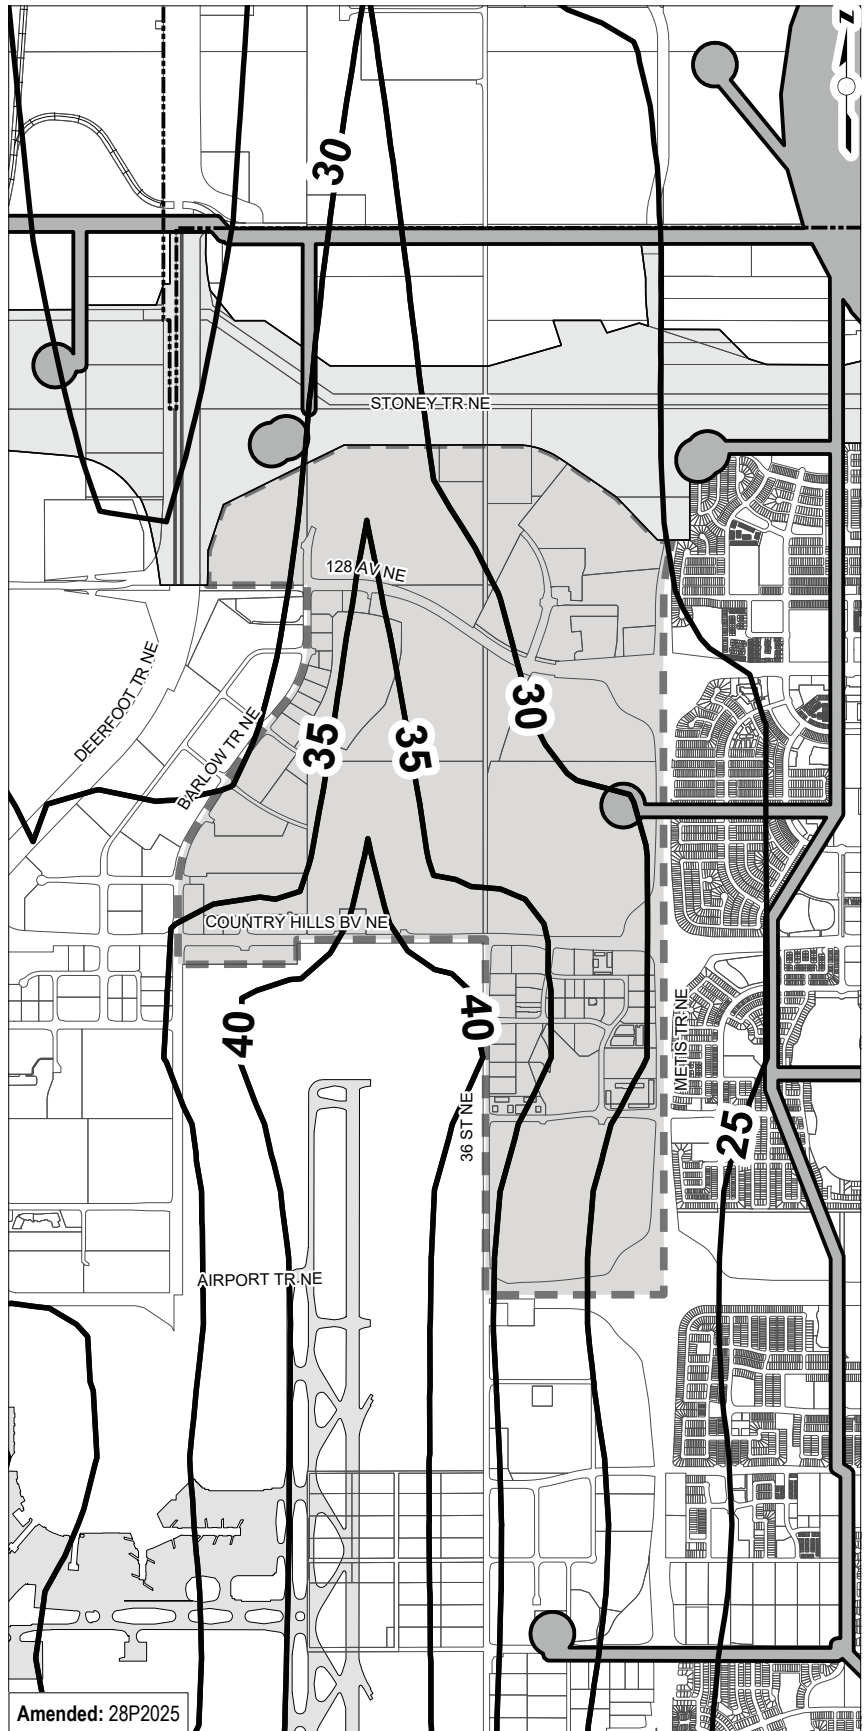 N
30
STONEY TR NE
128 AV NE
DEERFOOT TR NE
BARLOW TR NE
30
35
35
COUNTRY HILLS BV NE
40
40
METIS TR NE
36 ST NE
25
AIRPORT TR NE
Amended: 28P2025